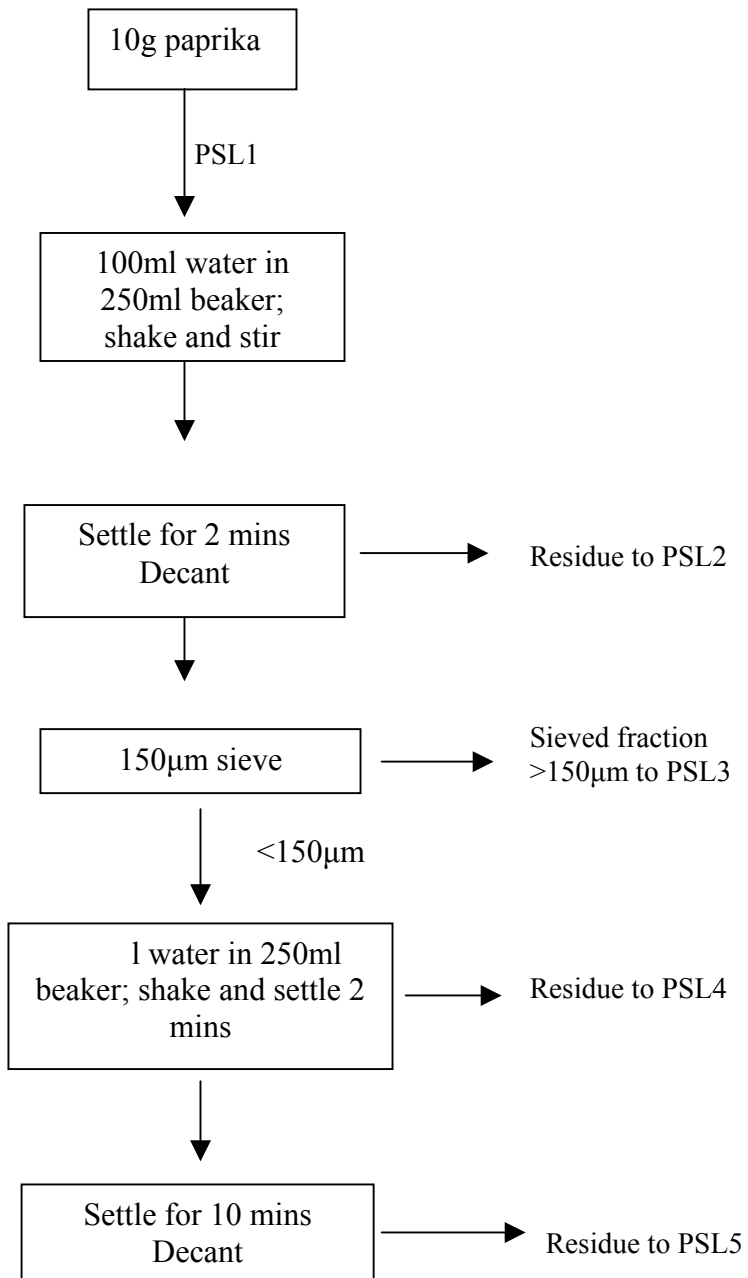 10g paprika
PSL1
100ml water in
250ml beaker;
shake and stir
Settle for 2 mins
Decant
Residue to PSL2
150μm sieve
Sieved fraction
>150μm to PSL3
<150μm
l water in 250ml
beaker; shake and settle 2
mins
Residue to PSL4
Settle for 10 mins
Decant
Residue to PSL5